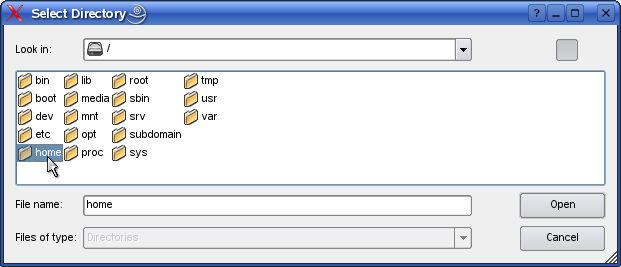 Select Directory
Look in: /
bin lib root tmp
boot media sbin usr
dev mnt srv var
etc opt subdomain
home proc sys
File name: home Open
Files of type: Directories Cancel